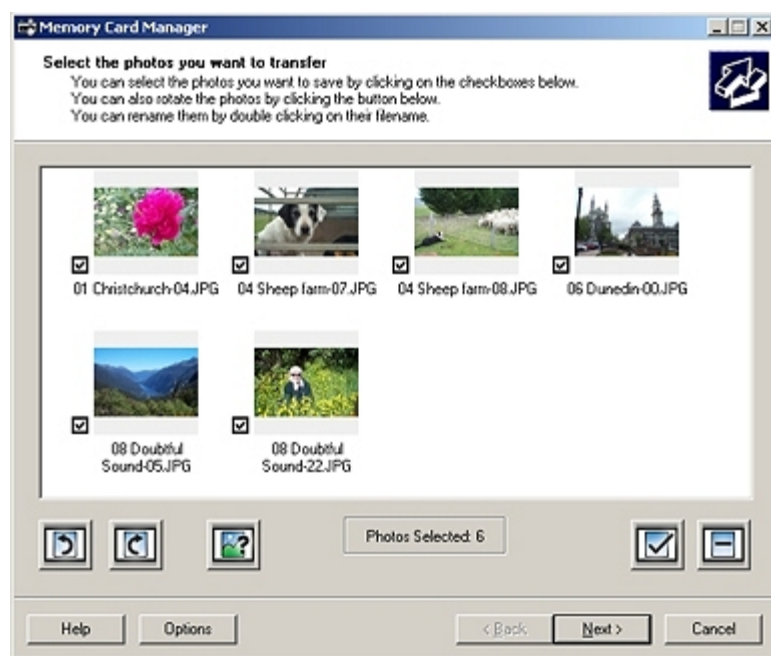 Memory Card Manager
Select the photos you want to transfer
You can select the photos you want to save by clicking on the checkboxes below.
You can also rotate the photos by clicking the button below.
You can rename them by double clicking on their filename.
01 Christchurch-04.JPG
04 Sheep farm-07.JPG
04 Sheep farm-08.JPG
06 Dunedin-00.JPG
08 Doubtful
Sound-05.JPG
08 Doubtful
Sound-22.JPG
Photos Selected: 6
Help
Options
< Back
Next >
Cancel